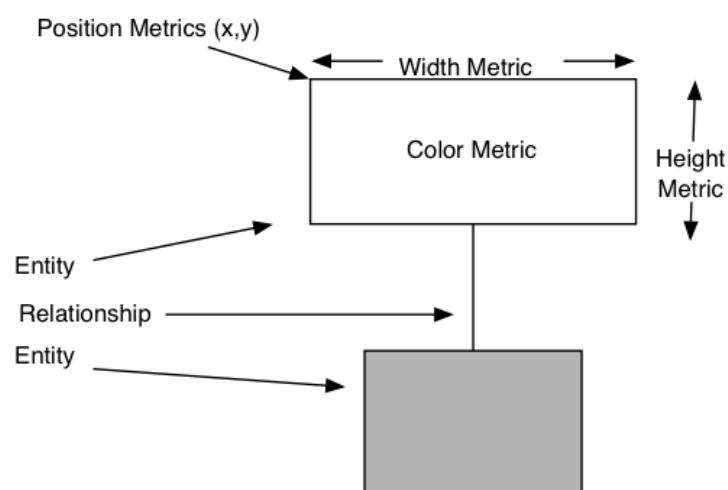 Position Metrics (x,y)
Width Metric
Color Metric
Height
Metric
Entity
Relationship
Entity